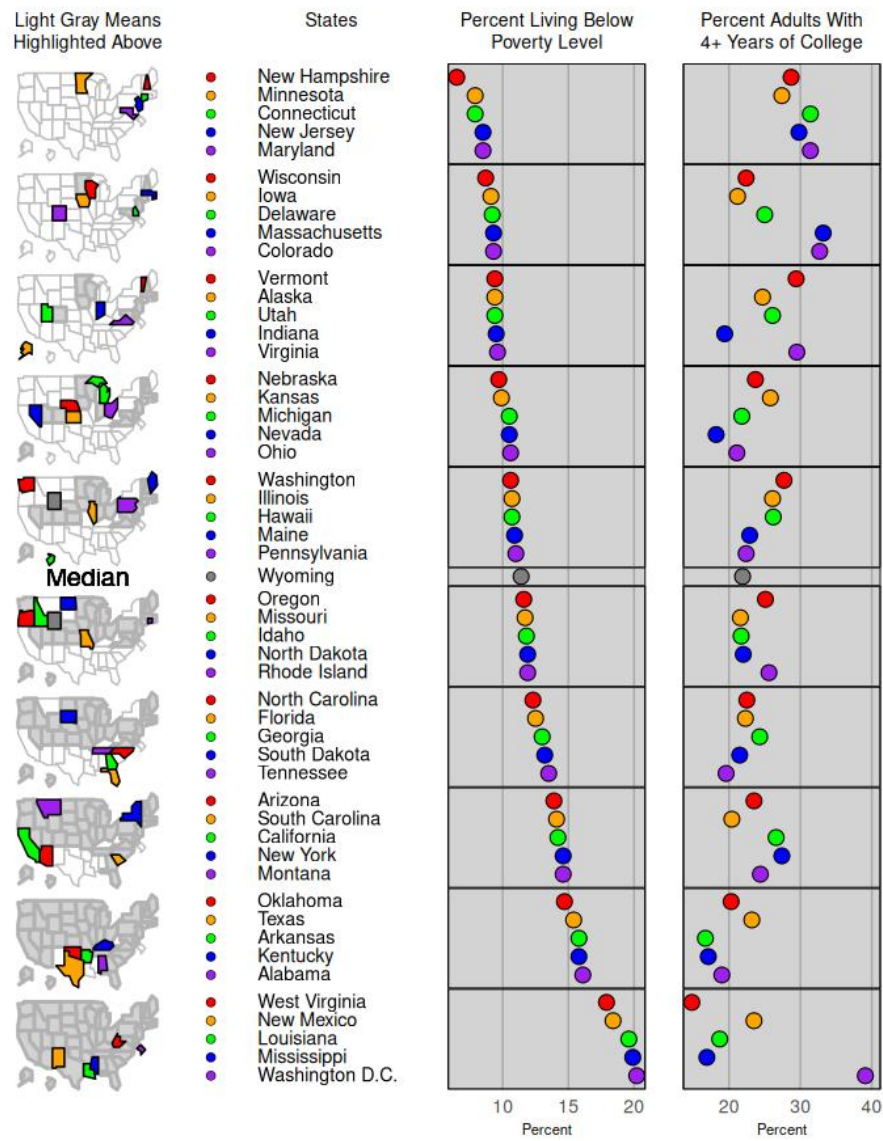 Light Gray Means
Highlighted Above
States
Percent Living Below
Poverty Level
Percent Adults With
4+ Years of College
New Hampshire
Minnesota
Connecticut
New Jersey
Maryland
Wisconsin
Iowa
Delaware
Massachusetts
Colorado
Vermont
Alaska
Utah
Indiana
Virginia
Nebraska
Kansas
Michigan
Nevada
Ohio
Washington
Illinois
Hawaii
Maine
Pennsylvania
Median
Wyoming
Oregon
Missouri
Idaho
North Dakota
Rhode Island
North Carolina
Florida
Georgia
South Dakota
Tennessee
Arizona
South Carolina
California
New York
Montana
Oklahoma
Texas
Arkansas
Kentucky
Alabama
West Virginia
New Mexico
Louisiana
Mississippi
Washington D.C.
10 15 20
20 30 40
Percent
Percent